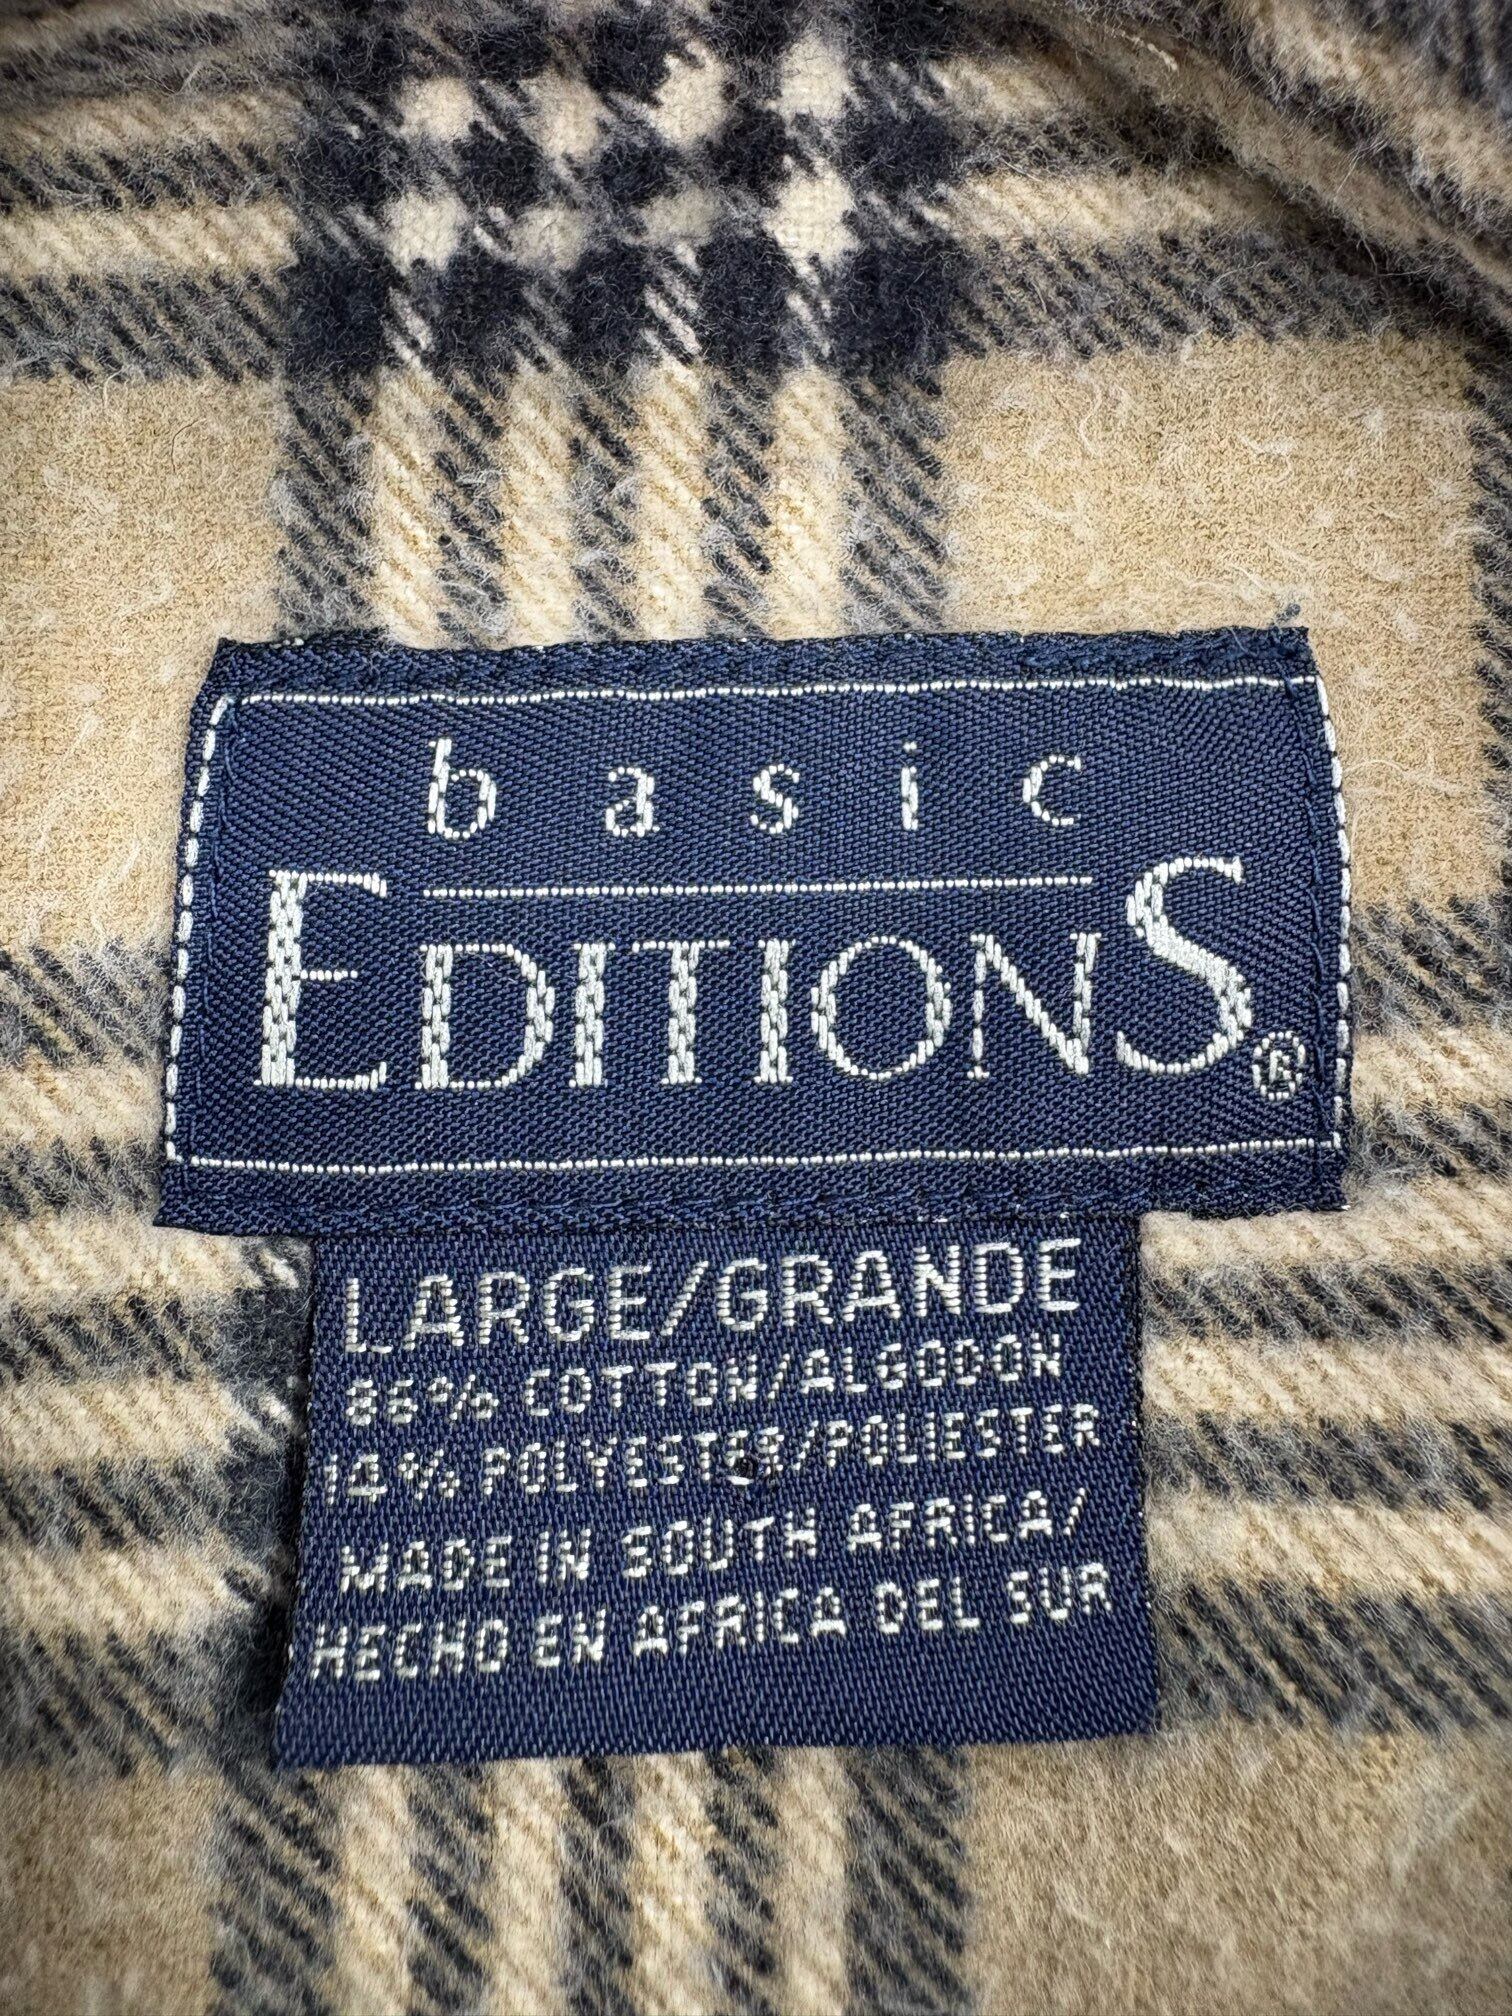 basic
EDITIONS®
LARGE/GRANDE
86% COTTON/ALGODON
14% POLYESTER/POLIESTER
MADE IN SOUTH AFRICA/
HECHO EN AFRICA DEL SUR